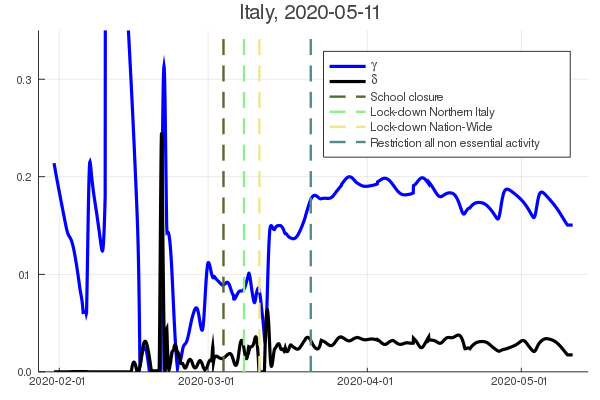 Italy, 2020-05-11
γ
δ
School closure
Lock-down Northern Italy
Lock-down Nation-Wide
Restriction all non essential activity
0.3
0.2
0.1
0.0
2020-02-01 2020-03-01 2020-04-01 2020-05-01